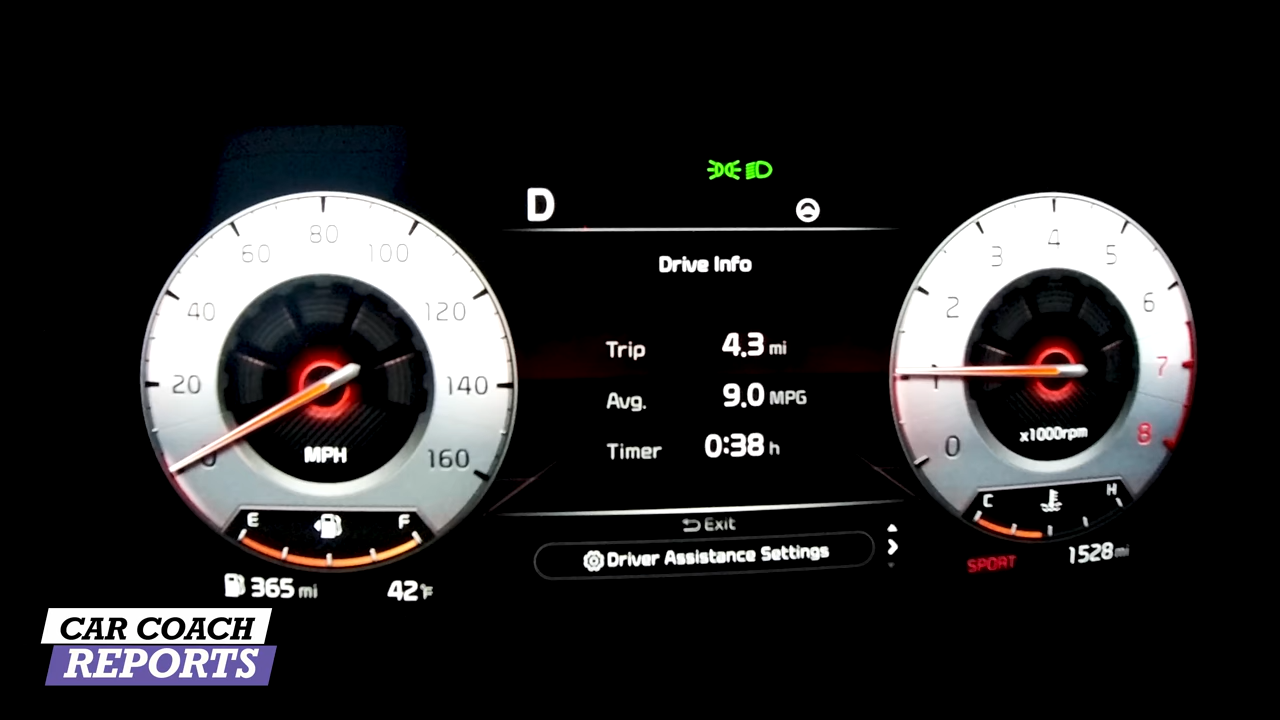 D
Drive Info
Trip 4.3 mi
Avg. 9.0 MPG
Timer 0:38 h
Exit
Driver Assistance Settings
0 20 40 60 80 100 120 140 160
MPH
E F
365 mi 42°F
0 1 2 3 4 5 6 7 8
x1000rpm
C H
SPORT 1528 mi
CAR COACH
REPORTS